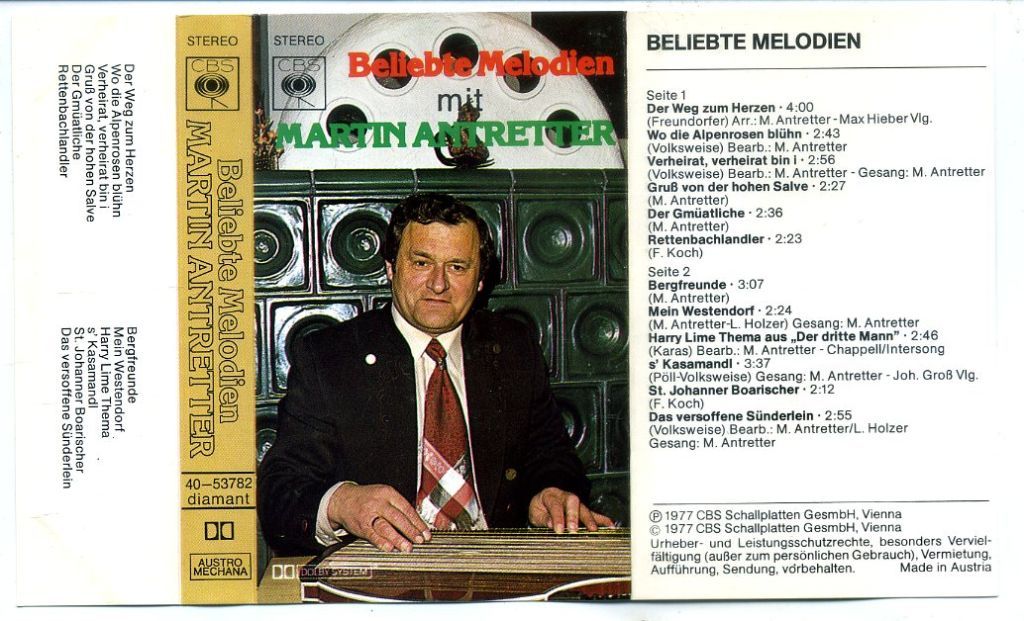 Der Weg zum Herzen
Wo die Alpenrosen blühn
Verheirat, verheirat bin i
Gruß von der hohen Salve
Der Gmüatliche
Rettenbachlandler
Bergfreunde
Mein Westendorf
Harry Lime Thema
s' Kasamandl
St. Johanner Boarischer
Das versoffene Sünderlein
STEREO
CBS
Beliebte Melodien
MARTIN ANTRETTER
40–53782
diamant
AUSTRO
MECHANA
STEREO
CBS
Beliebte Melodien
mit
MARTIN ANTRETTER
DOLBY SYSTEM
BELIEBTE MELODIEN
Seite 1
Der Weg zum Herzen · 4:00
(Freundorfer) Arr.: M. Antretter - Max Hieber Vlg.
Wo die Alpenrosen blühn · 2:43
(Volksweise) Bearb.: M. Antretter
Verheirat, verheirat bin i · 2:56
(Volksweise) Bearb.: M. Antretter - Gesang: M. Antretter
Gruß von der hohen Salve · 2:27
(M. Antretter)
Der Gmüatliche · 2:36
(M. Antretter)
Rettenbachlandler · 2:23
(F. Koch)
Seite 2
Bergfreunde · 3:07
(M. Antretter)
Mein Westendorf · 2:24
(M. Antretter-L. Holzer) Gesang: M. Antretter
Harry Lime Thema aus „Der dritte Mann” · 2:46
(Karas) Bearb.: M. Antretter - Chappell/Intersong
s' Kasamandl · 3:37
(Pöll-Volksweise) Gesang: M. Antretter - Joh. Groß Vlg.
St. Johanner Boarischer · 2:12
(F. Koch)
Das versoffene Sünderlein · 2:55
(Volksweise) Bearb.: M. Antretter/L. Holzer
Gesang: M. Antretter
℗ 1977 CBS Schallplatten GesmbH, Vienna
© 1977 CBS Schallplatten GesmbH, Vienna
Urheber- und Leistungsschutzrechte, besonders Verviel-
fältigung (außer zum persönlichen Gebrauch), Vermietung,
Aufführung, Sendung, vorbehalten. Made in Austria